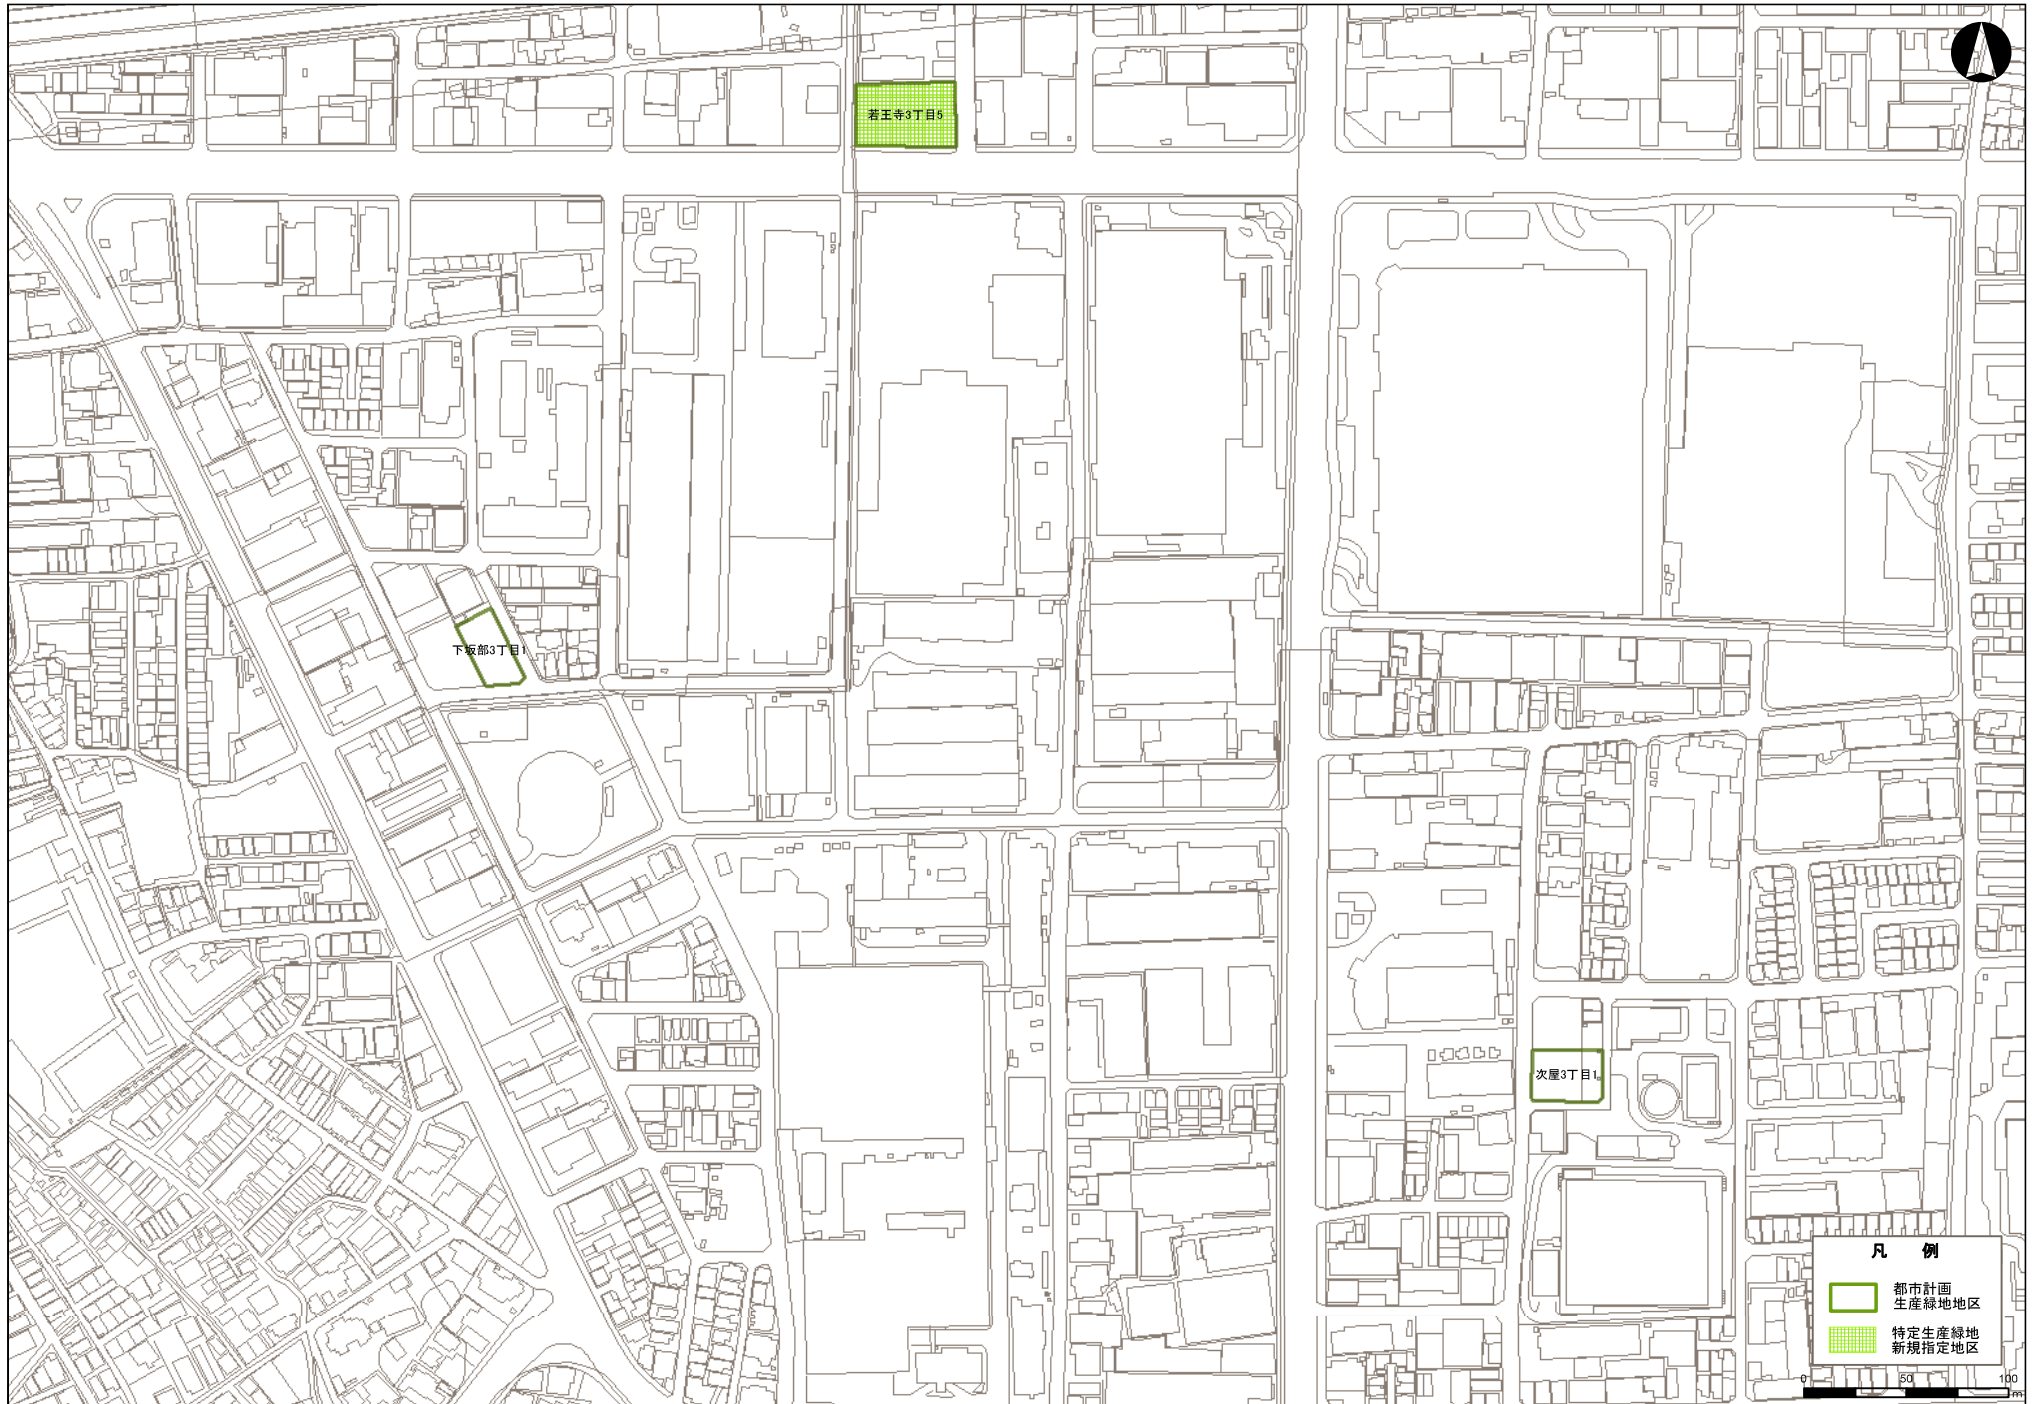 若王寺3丁目5
下坂部3丁目1
次屋3丁目1
凡 例
都市計画
生産緑地地区
特定生産緑地
新規指定地区
0 50 100
m